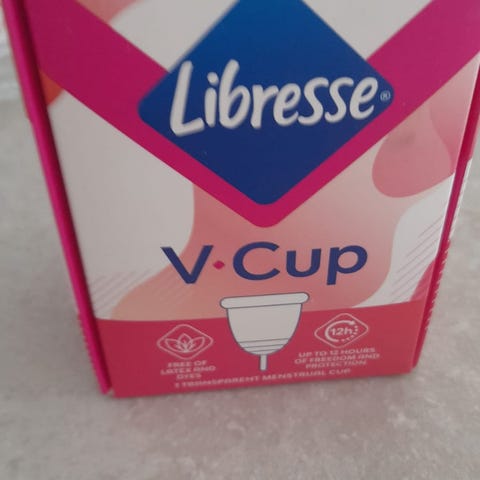 Libresse®
V·Cup
FREE OF
LATEX AND
DYES
12h
UP TO 12 HOURS
OF FREEDOM AND
PROTECTION
1 TRANSPARENT MENSTRUAL CUP